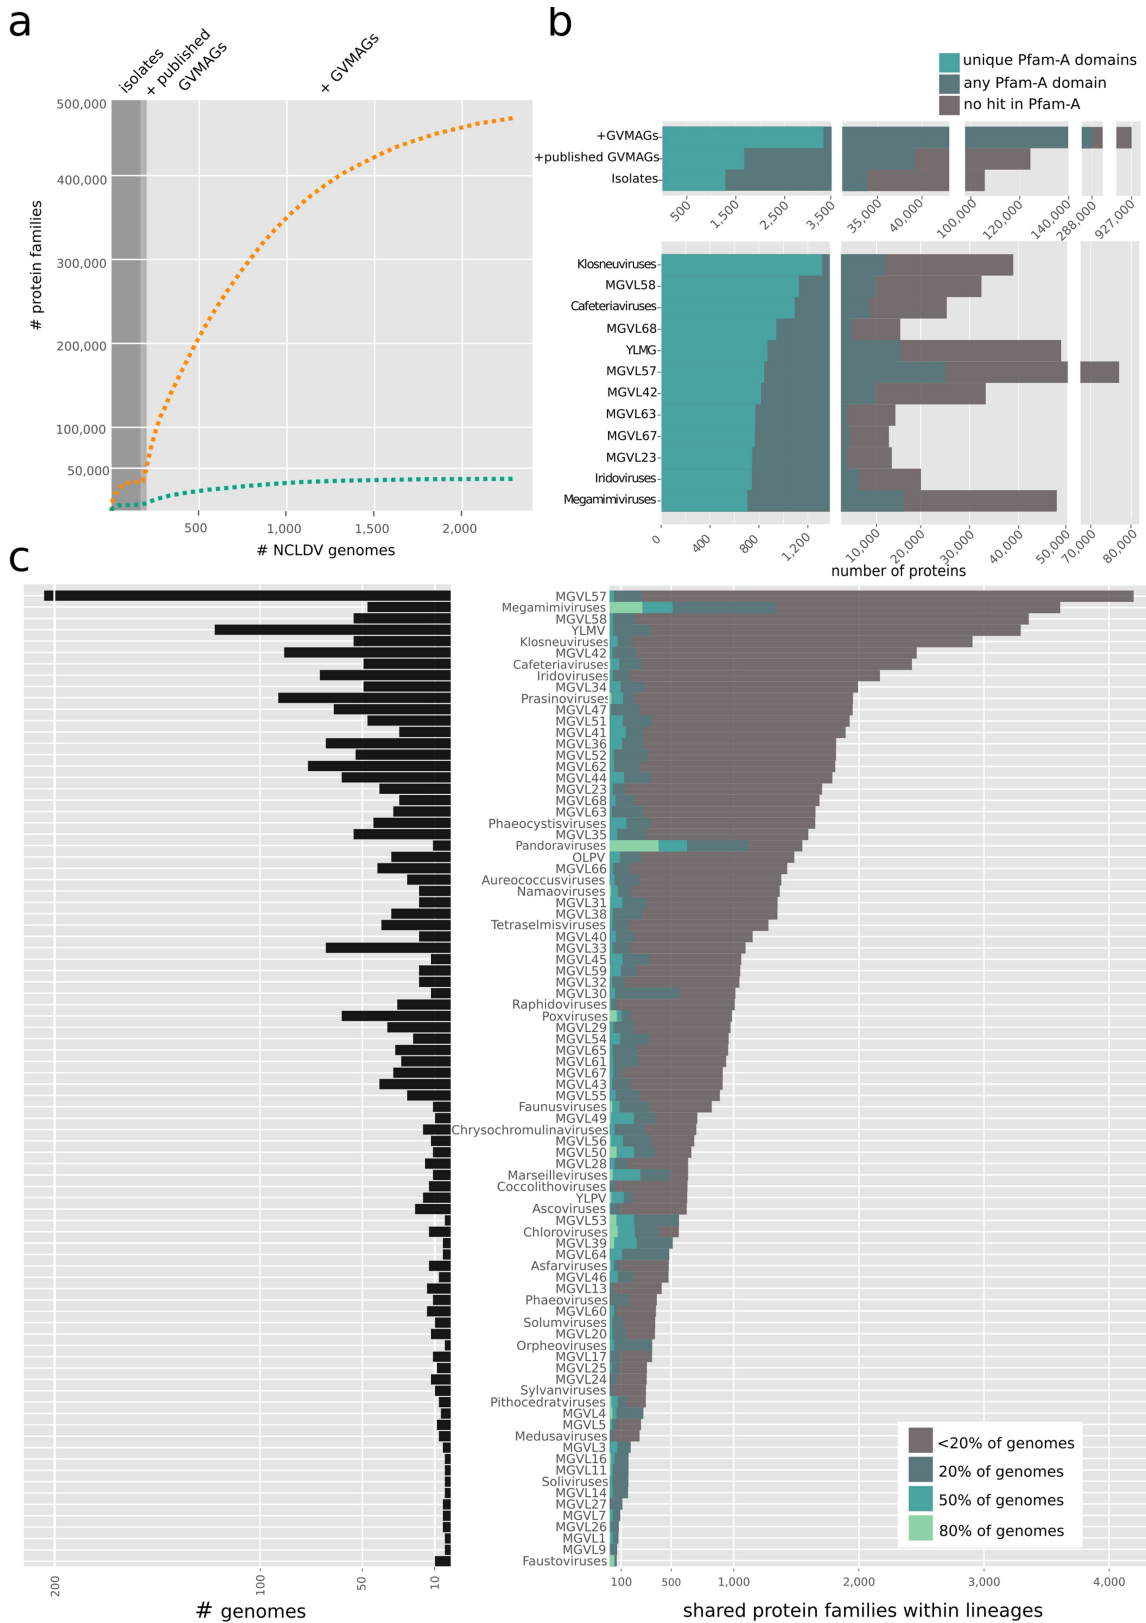 a
isolates
+ published
GVMAGs
+ GVMAGs
500,000
400,000
300,000
200,000
100,000
50,000
# protein families
500
1,000
1,500
2,000
# NCLDV genomes
b
unique Pfam-A domains
any Pfam-A domain
no hit in Pfam-A
+GVMAGs
+published GVMAGs
Isolates
500
1,500
2,500
3,500
35,000
40,000
100,000
120,000
140,000
288,000
927,000
Klosneuviruses
MGVL58
Cafeteriaviruses
MGVL68
YLMG
MGVL57
MGVL42
MGVL63
MGVL67
MGVL23
Iridoviruses
Megamimiviruses
0
400
800
1,200
10,000
20,000
30,000
40,000
50,000
70,000
80,000
number of proteins
c
MGVL57
Megamimiviruses
MGVL58
YLMV
Klosneuviruses
MGVL42
Cafeteriaviruses
Iridoviruses
MGVL34
Prasinoviruses
MGVL47
MGVL51
MGVL41
MGVL36
MGVL52
MGVL62
MGVL44
MGVL23
MGVL68
MGVL63
Phaeocystisviruses
MGVL35
Pandoraviruses
OLPV
MGVL66
Aureococcusviruses
Namaoviruses
MGVL31
MGVL38
Tetraselmisviruses
MGVL40
MGVL33
MGVL45
MGVL59
MGVL32
MGVL30
Raphidoviruses
Poxviruses
MGVL29
MGVL54
MGVL65
MGVL61
MGVL67
MGVL43
MGVL55
Faunusviruses
MGVL49
Chrysochromulinaviruses
MGVL56
MGVL50
MGVL28
Marseilleviruses
Coccolithoviruses
YLPV
Ascoviruses
MGVL53
Chloroviruses
MGVL39
MGVL64
Asfarviruses
MGVL46
MGVL13
Phaeoviruses
MGVL60
Solumviruses
MGVL20
Orpheoviruses
MGVL17
MGVL25
MGVL24
Sylvanviruses
Pithocedratviruses
MGVL4
MGVL5
Medusaviruses
MGVL3
MGVL16
MGVL11
Soliviruses
MGVL14
MGVL27
MGVL7
MGVL26
MGVL1
MGVL9
Faustoviruses
<20% of genomes
20% of genomes
50% of genomes
80% of genomes
200
100
50
10
# genomes
100
500
1,000
2,000
3,000
4,000
shared protein families within lineages